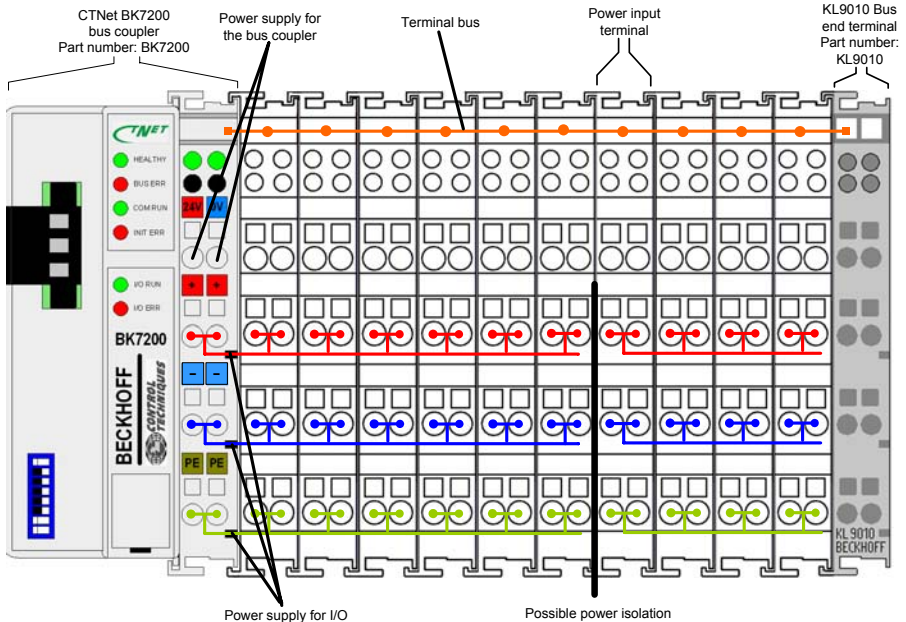 CTNet BK7200
bus coupler
Part number: BK7200
Power supply for
the bus coupler
Terminal bus
Power input
terminal
KL9010 Bus
end terminal
Part number:
KL9010
CTNET
HEALTHY
BUS ERR
COM RUN
INIT ERR
24V 0V
I/O RUN
I/O ERR
+ +
BK7200
- -
BECKHOFF
CONTROL
TECHNIQUES
PE PE
KL 9010
BECKHOFF
Power supply for I/O
Possible power isolation